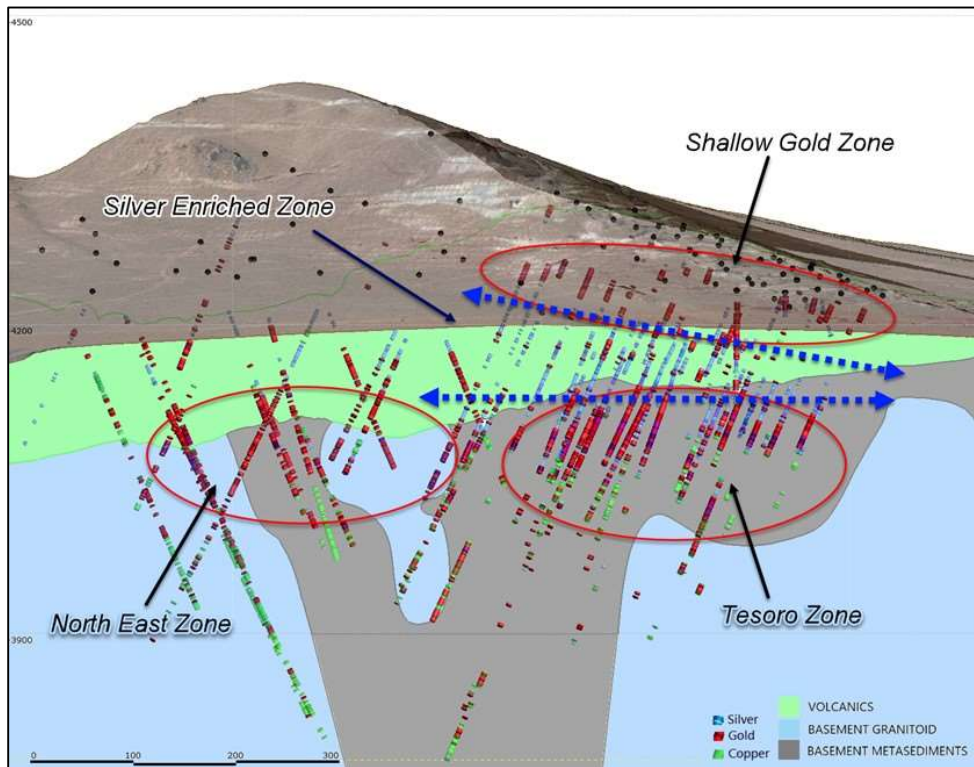 4500
Shallow Gold Zone
Silver Enriched Zone
4200
North East Zone
Tesoro Zone
3900
Silver
Gold
Copper
VOLCANICS
BASEMENT GRANITOID
BASEMENT METASEDIMENTS
0 100 200 300